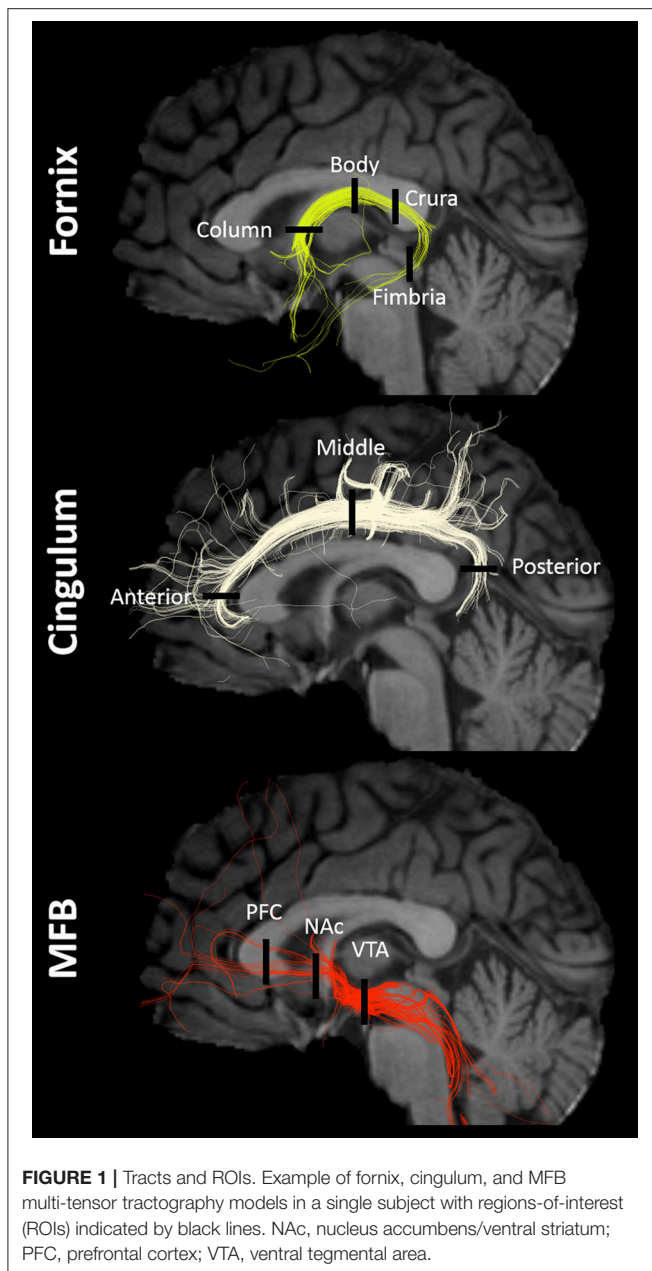 Fornix
Body
Crura
Column
Fimbria
Cingulum
Middle
Posterior
Anterior
MFB
PFC
NAc
VTA
FIGURE 1 | Tracts and ROIs. Example of fornix, cingulum, and MFB
multi-tensor tractography models in a single subject with regions-of-interest
(ROIs) indicated by black lines. NAc, nucleus accumbens/ventral striatum;
PFC, prefrontal cortex; VTA, ventral tegmental area.